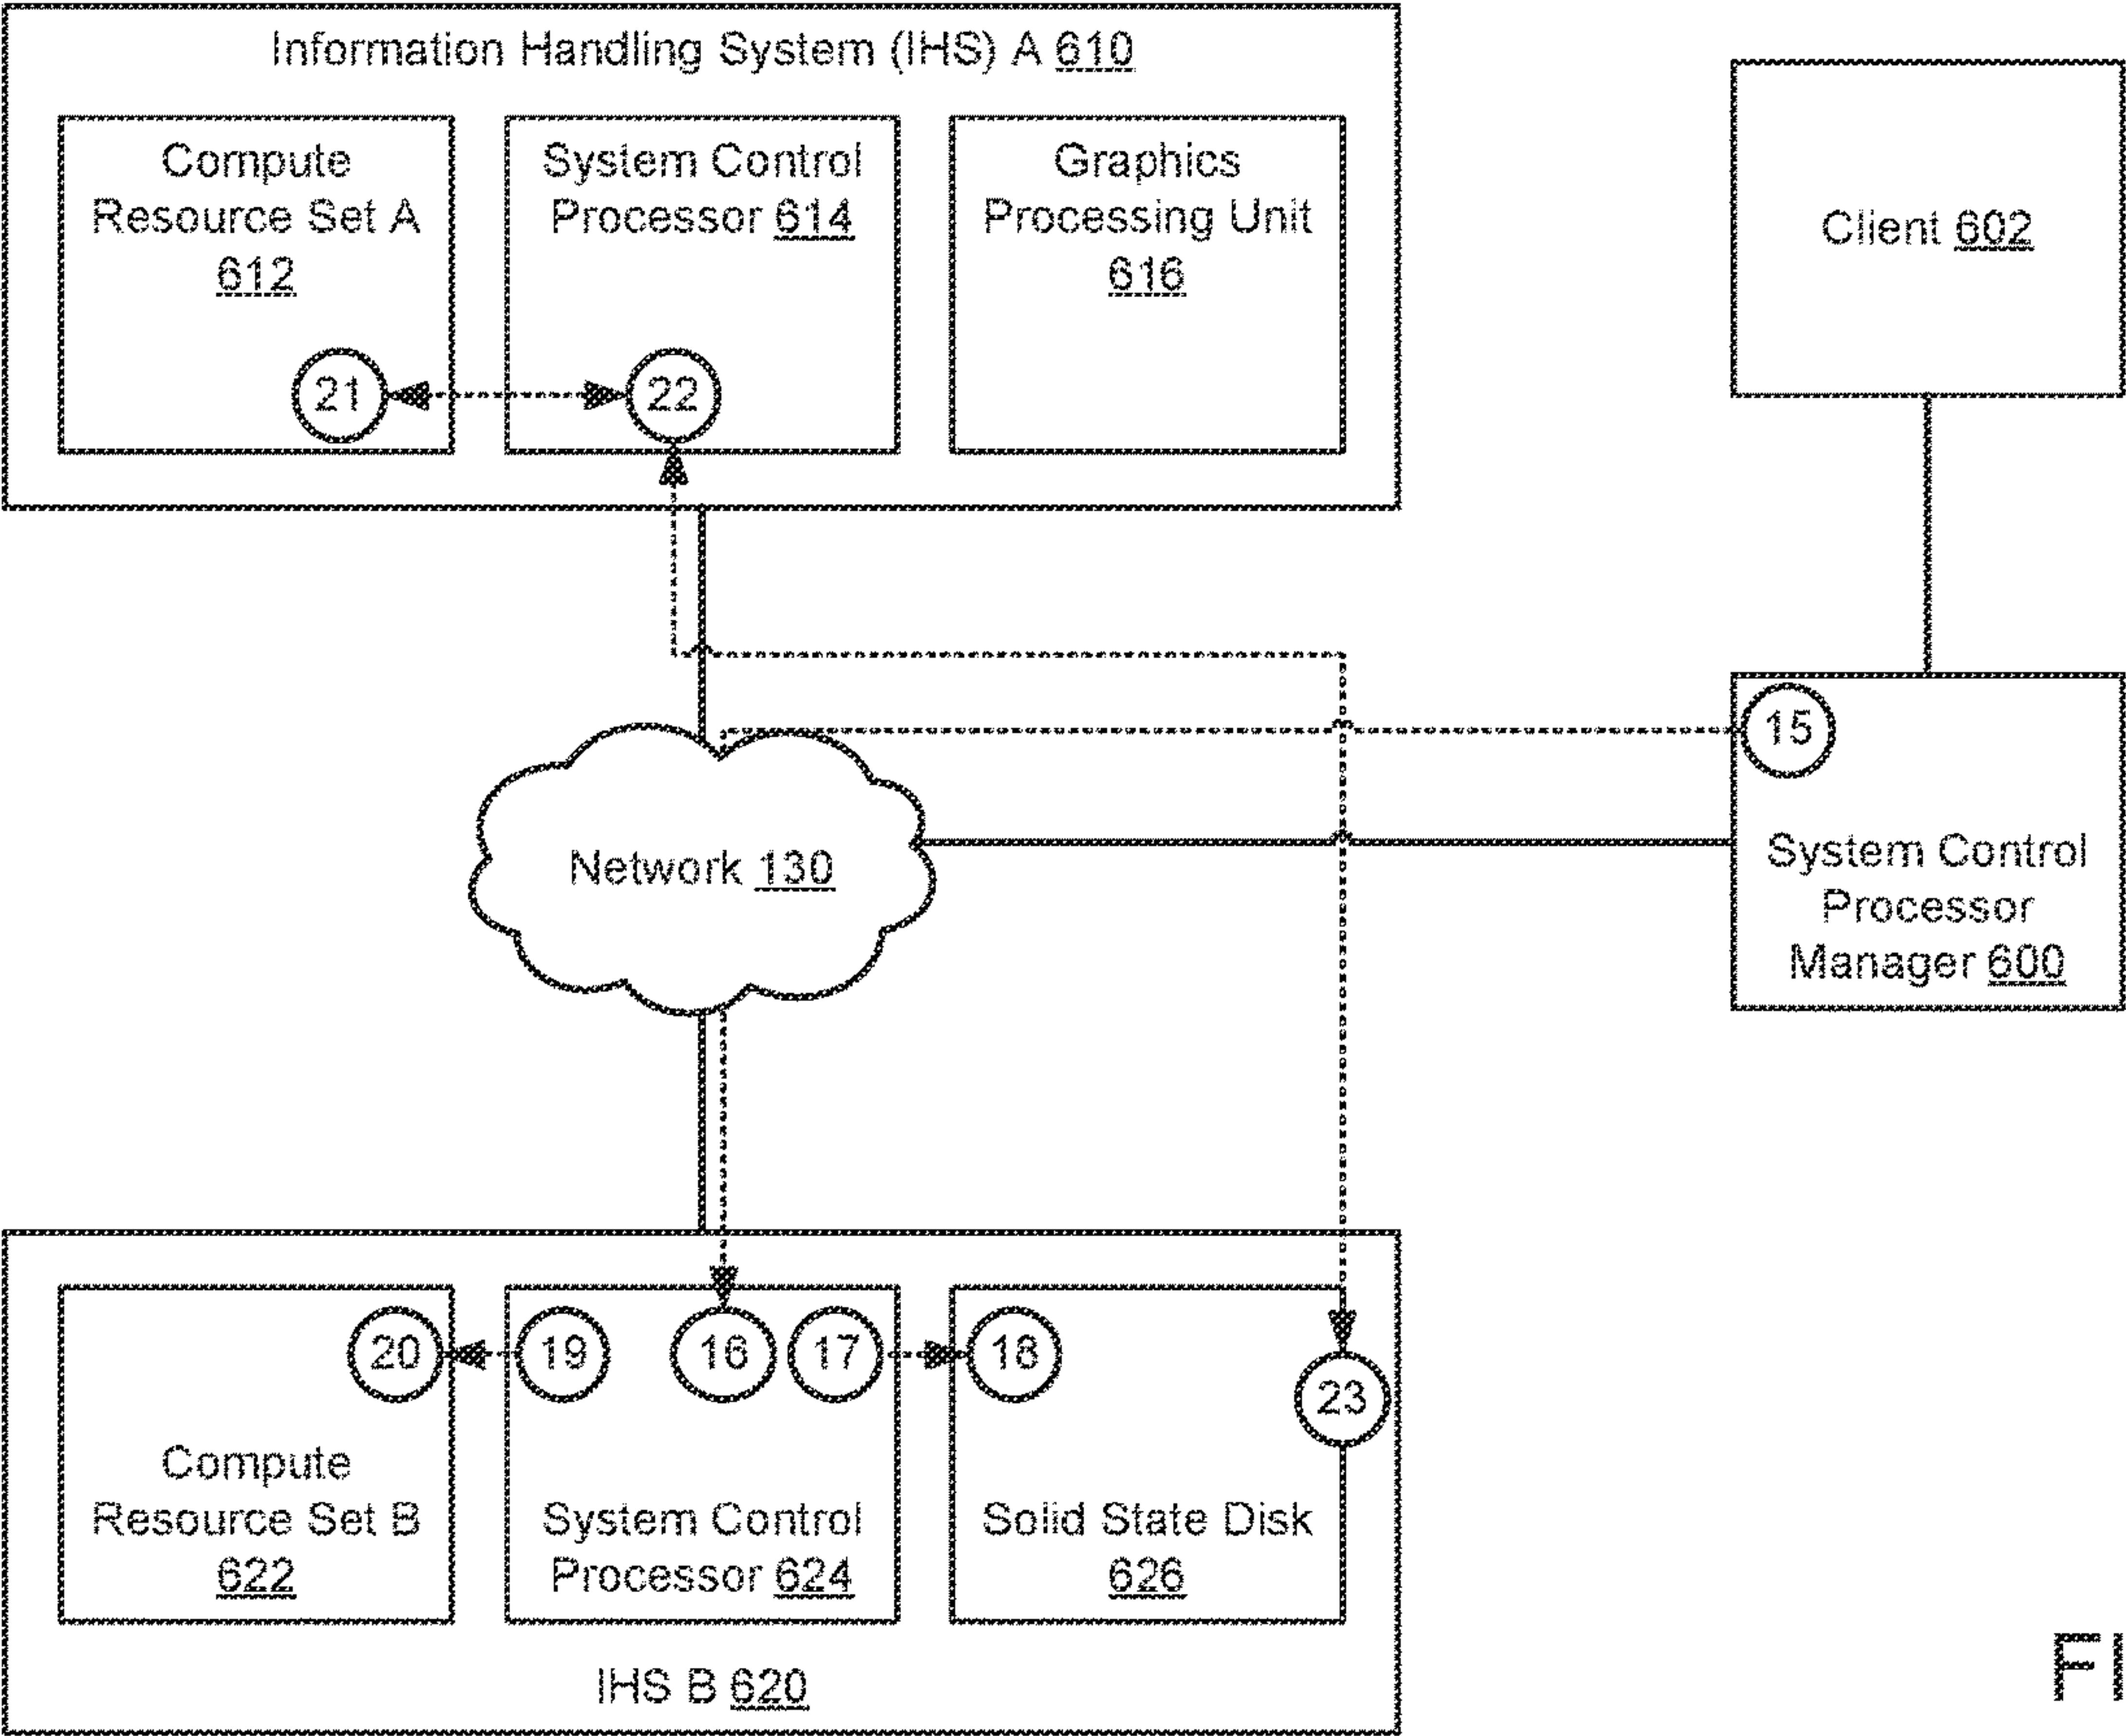 Information Handling System (IHS) A 610
Compute
Resource Set A
612
System Control
Processor 614
Graphics
Processing Unit
616
Client 602
21
22
15
Network 130
System Control
Processor
Manager 600
20
19
16
17
18
23
Compute
Resource Set B
622
System Control
Processor 624
Solid State Disk
626
IHS B 620
FI